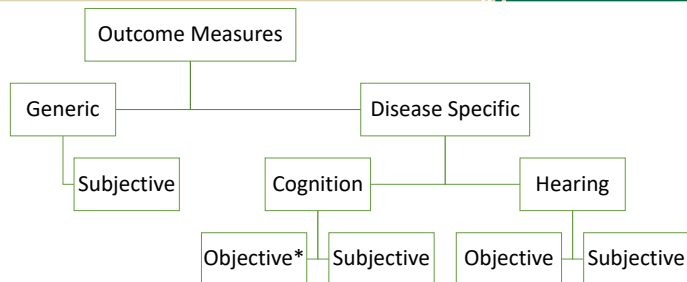 Outcome Measures
Generic
Disease Specific
Subjective
Cognition
Hearing
Objective*
Subjective
Objective
Subjective